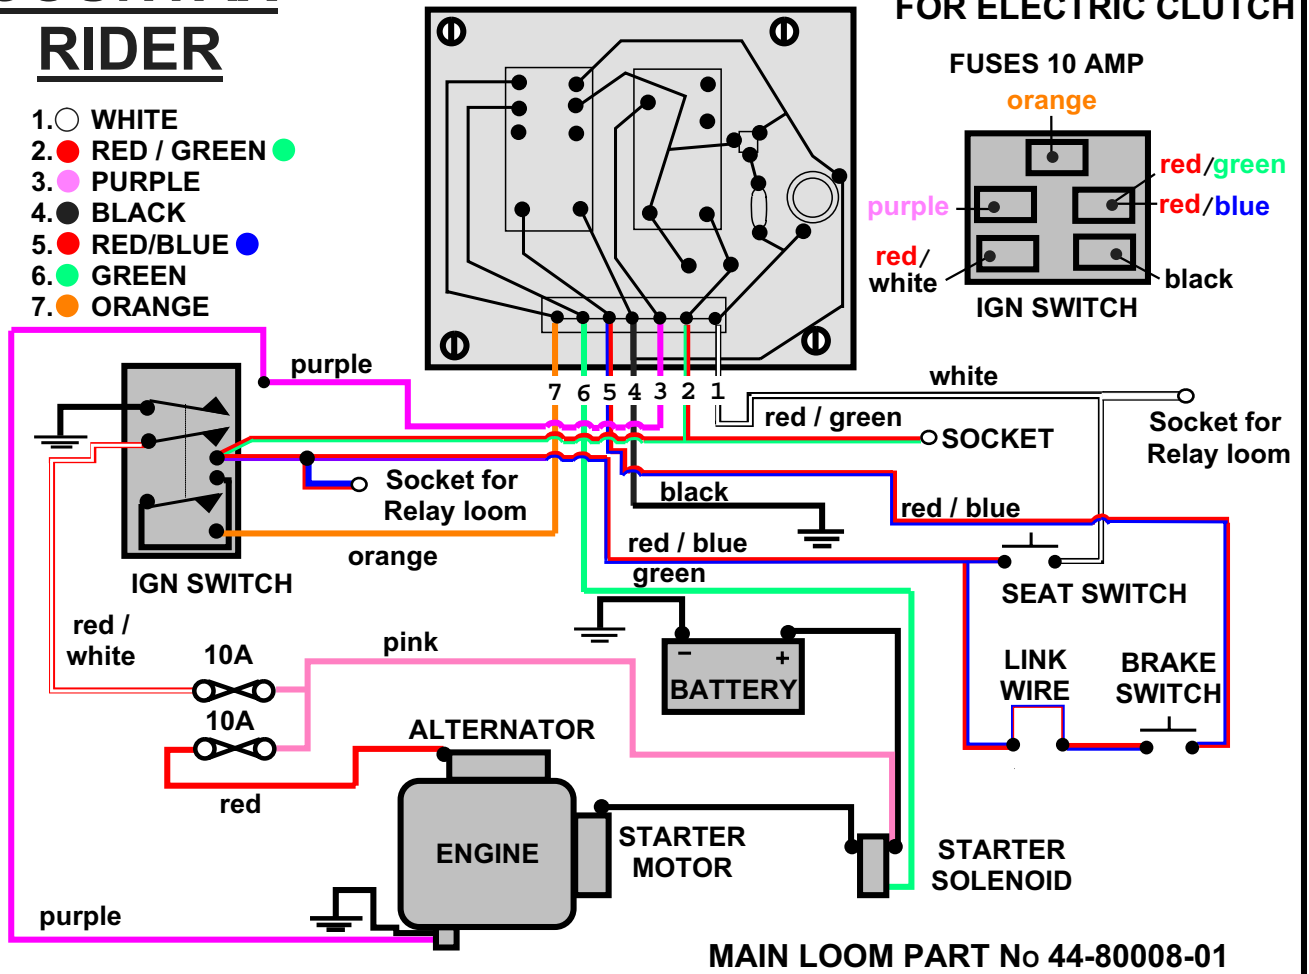 RIDER
1. WHITE
2. RED / GREEN
3. PURPLE
4. BLACK
5. RED/BLUE
6. GREEN
7. ORANGE
FOR ELECTRIC CLUTCH
FUSES 10 AMP
orange
red/green
purple
red/blue
red/
white
black
IGN SWITCH
purple
7 6 5 4 3 2 1
white
red / green
SOCKET
Socket for
Relay loom
Socket for
Relay loom
black
red / blue
orange
red / blue
green
IGN SWITCH
SEAT SWITCH
red /
white
10A
pink
- +
BATTERY
LINK
WIRE
BRAKE
SWITCH
10A
ALTERNATOR
red
ENGINE
STARTER
MOTOR
STARTER
SOLENOID
purple
MAIN LOOM PART No 44-80008-01